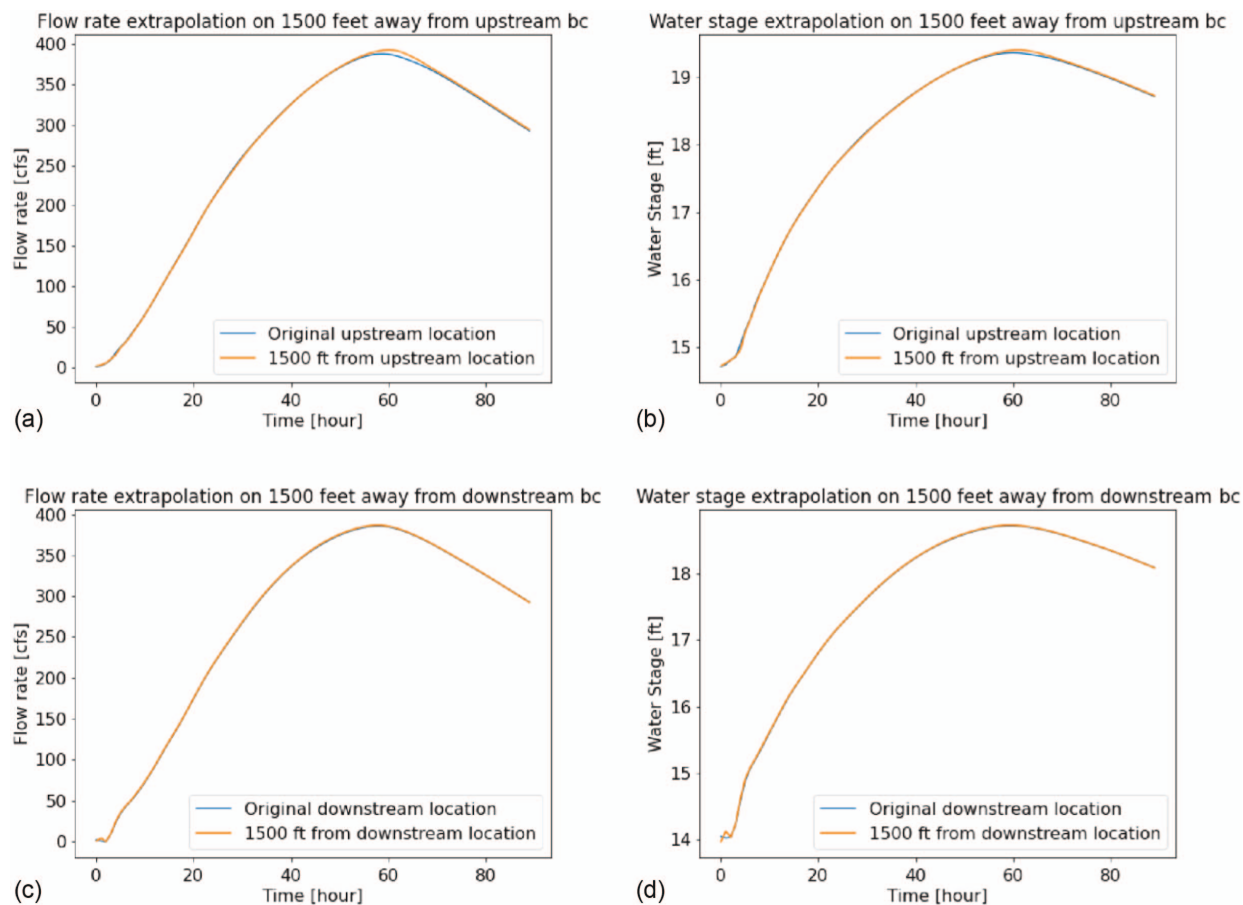 Flow rate extrapolation on 1500 feet away from upstream bc
400
350
300
250
200
150
100
50
0
Flow rate [cfs]
Original upstream location
1500 ft from upstream location
0 20 40 60 80
Time [hour]
(a)
Water stage extrapolation on 1500 feet away from upstream bc
19
18
17
16
15
Water Stage [ft]
Original upstream location
1500 ft from upstream location
0 20 40 60 80
Time [hour]
(b)
Flow rate extrapolation on 1500 feet away from downstream bc
400
350
300
250
200
150
100
50
0
Flow rate [cfs]
Original downstream location
1500 ft from downstream location
0 20 40 60 80
Time [hour]
(c)
Water stage extrapolation on 1500 feet away from downstream bc
18
17
16
15
14
Water Stage [ft]
Original downstream location
1500 ft from downstream location
0 20 40 60 80
Time [hour]
(d)